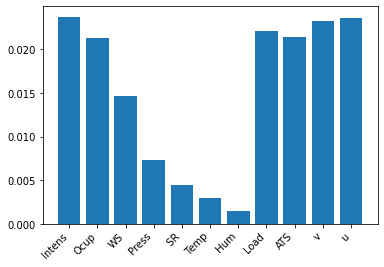 0.020
0.015
0.010
0.005
0.000
Intens
Ocup
WS
Press
SR
Temp
Hum
Load
ATS
v
u